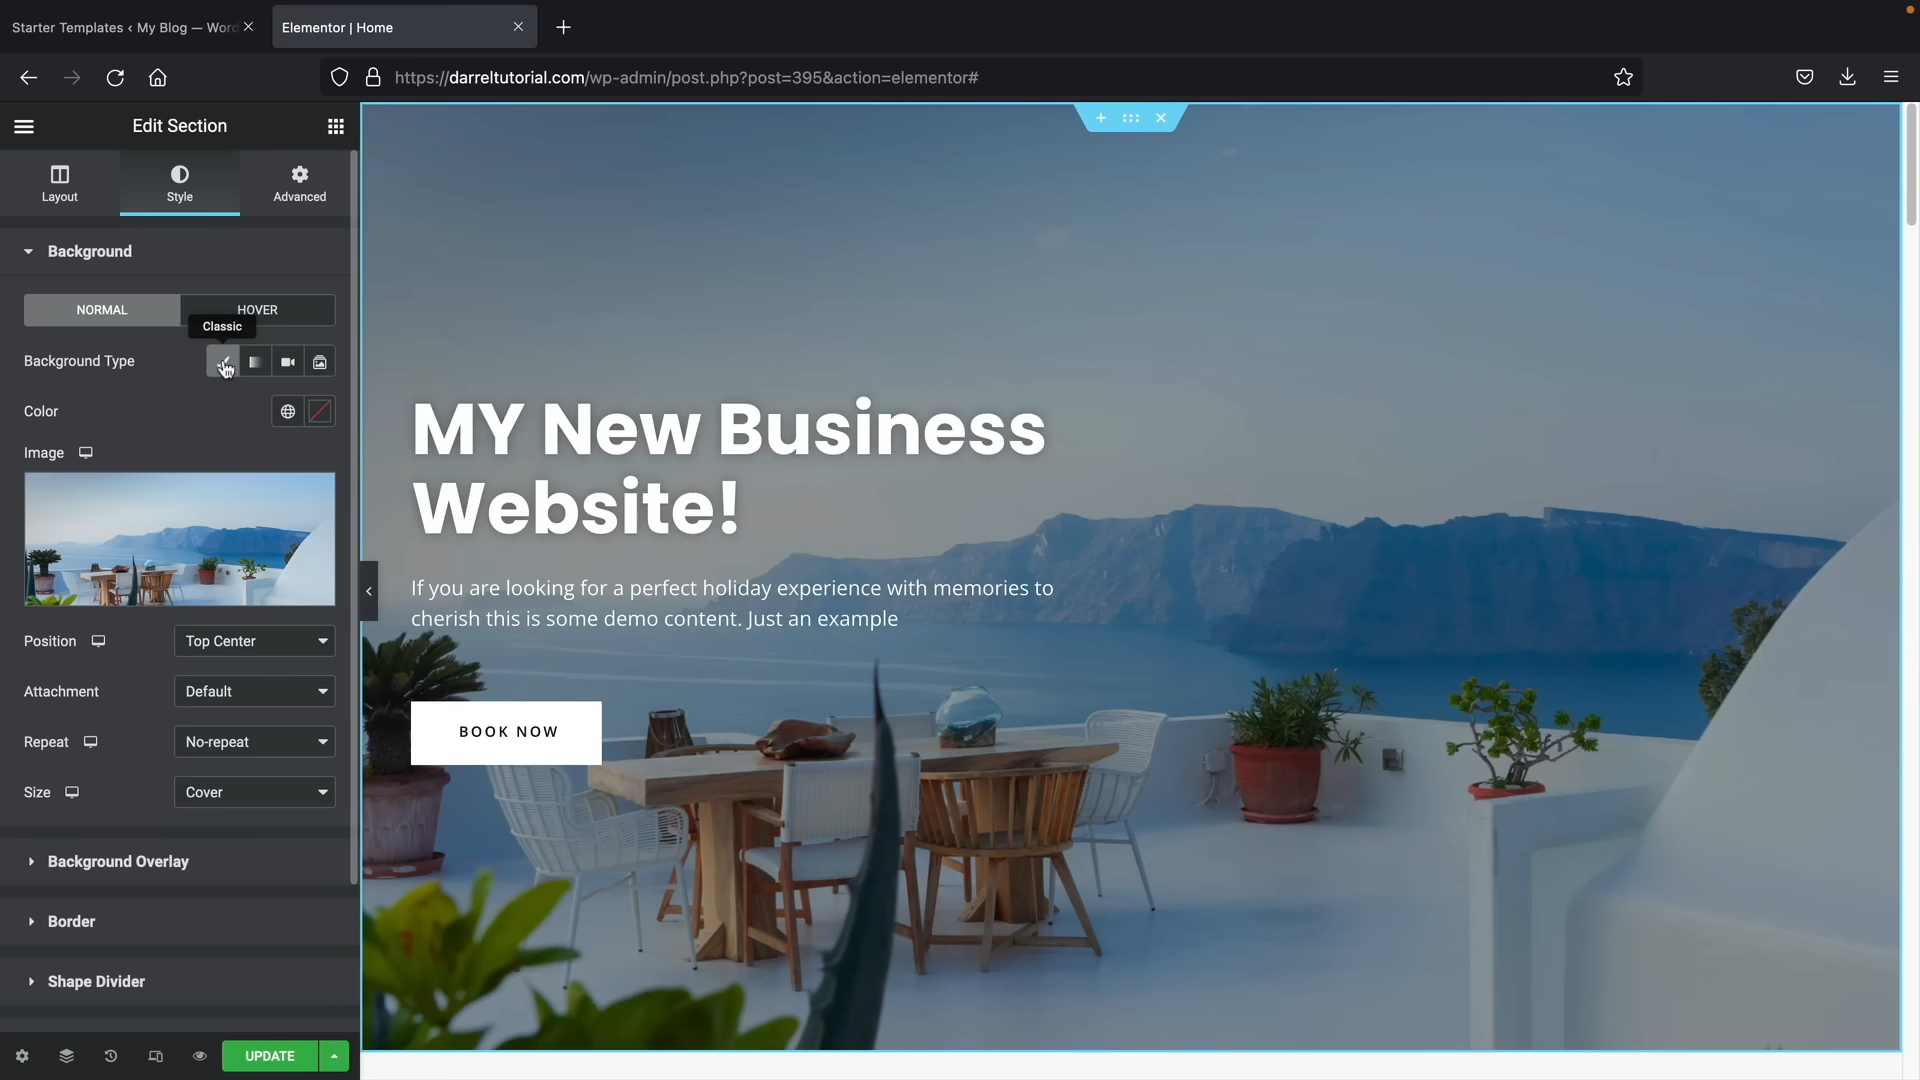 Starter Templates ‹ My Blog — Word
Elementor | Home
https://darreltutorial.com/wp-admin/post.php?post=395&action=elementor#
Edit Section
Layout
Style
Advanced
Background
NORMAL
HOVER
Classic
Background Type
Color
Image
Position
Top Center
Attachment
Default
Repeat
No-repeat
Size
Cover
Background Overlay
Border
Shape Divider
UPDATE
MY New Business
Website!
If you are looking for a perfect holiday experience with memories to
cherish this is some demo content. Just an example
BOOK NOW